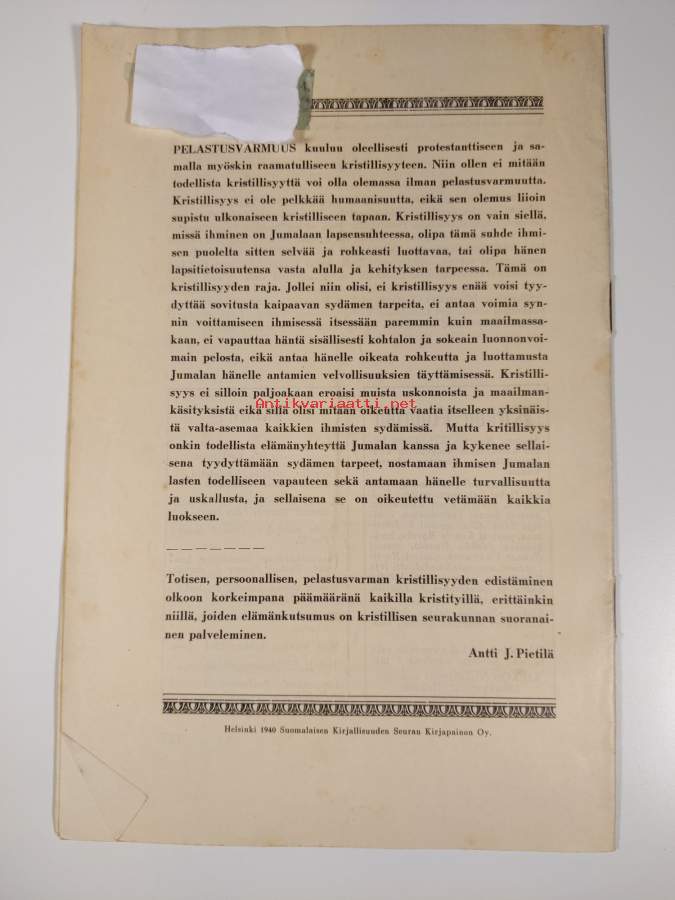 PELASTUSVARMUUS kuuluu oleellisesti protestanttiseen ja sa-
malla myöskin raamatulliseen kristillisyyteen. Niin ollen ei mitään
todellista kristillisyyttä voi olla olemassa ilman pelastusvarmuutta.
Kristillisyys ei ole pelkkää humaanisuutta, eikä sen olemus liioin
supistu ulkonaiseen kristilliseen tapaan. Kristillisyys on vain siellä,
missä ihminen on Jumalaan lapsensuhteessa, olipa tämä suhde ihmi-
sen puolelta sitten selvää ja rohkeasti luottavaa, tai olipa hänen
lapsitietoisuutensa vasta alulla ja kehityksen tarpeessa. Tämä on
kristillisyyden raja. Jollei niin olisi, ei kristillisyys enää voisi tyy-
dyttää sovitusta kaipaavan sydämen tarpeita, ei antaa voimia syn-
nin voittamiseen ihmisessä itsessään paremmin kuin maailmassa-
kaan, ei vapauttaa häntä sisällisesti kohtalon ja sokeain luonnonvoi-
main pelosta, eikä antaa hänelle oikeata rohkeutta ja luottamusta
Jumalan hänelle antamien velvollisuuksien täyttämisessä. Kristilli-
syys ei silloin paljoakaan eroaisi muista uskonnoista ja maailman-
Antikvariaatti.net
käsityksistä eikä sillä olisi mitään oikeutta vaatia itselleen yksinäis-
tä valta-asemaa kaikkien ihmisten sydämissä. Mutta kritillisyys
onkin todellista elämänyhteyttä Jumalan kanssa ja kykenee sellai-
sena tyydyttämään sydämen tarpeet, nostamaan ihmisen Jumalan
lasten todelliseen vapauteen sekä antamaan hänelle turvallisuutta
ja uskallusta, ja sellaisena se on oikeutettu vetämään kaikkia
luokseen.
Totisen, persoonallisen, pelastusvarman kristillisyyden edistäminen
olkoon korkeimpana päämääränä kaikilla kristityillä, erittäinkin
niillä, joiden elämänkutsumus on kristillisen seurakunnan suoranai-
nen palveleminen.
Antti J. Pietilä
Helsinki 1940 Suomalaisen Kirjallisuuden Seuran Kirjapainon Oy.